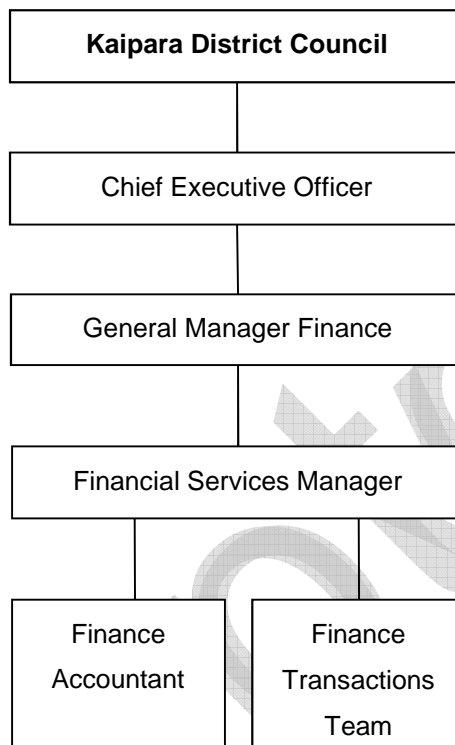 Kaipara District Council
Chief Executive Officer
General Manager Finance
Financial Services Manager
Finance
Accountant
Finance
Transactions
Team